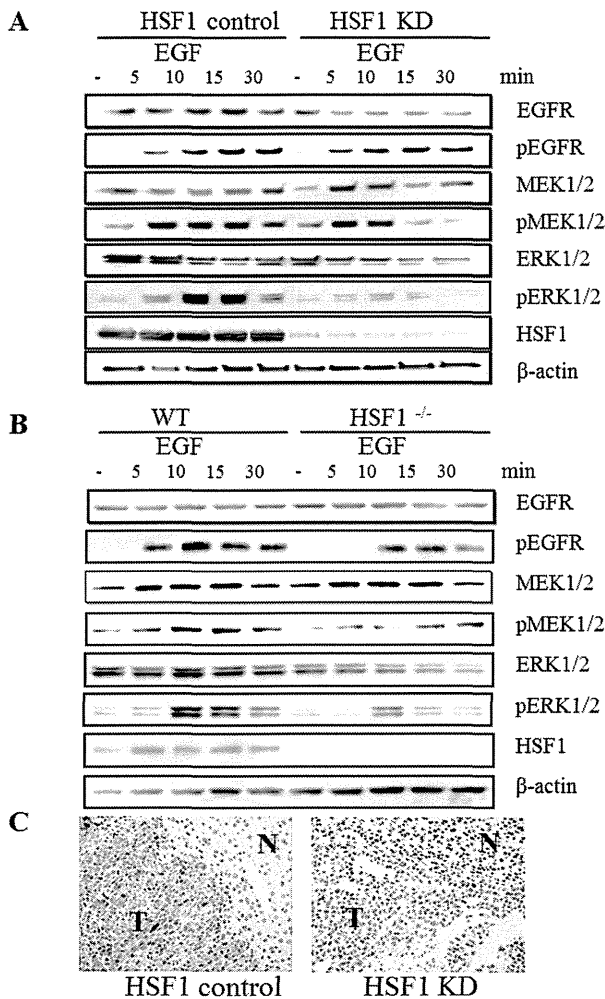 A
HSF1 control HSF1 KD
EGF EGF
- 5 10 15 30 - 5 10 15 30 min
EGFR
pEGFR
MEK1/2
pMEK1/2
ERK1/2
pERK1/2
HSF1
β-actin
B
WT HSF1 -/-
EGF EGF
- 5 10 15 30 - 5 10 15 30 min
EGFR
pEGFR
MEK1/2
pMEK1/2
ERK1/2
pERK1/2
HSF1
β-actin
C
N N
T T
HSF1 control HSF1 KD